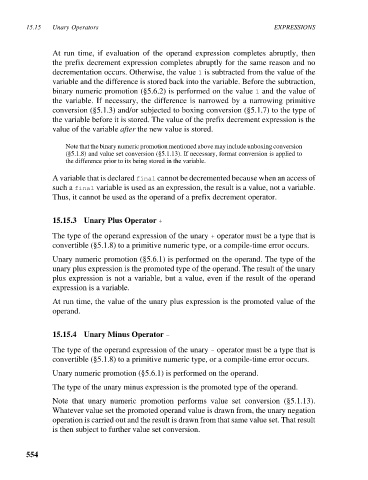 15.15 Unary Operators EXPRESSIONS
At run time, if evaluation of the operand expression completes abruptly, then
the prefix decrement expression completes abruptly for the same reason and no
decrementation occurs. Otherwise, the value 1 is subtracted from the value of the
variable and the difference is stored back into the variable. Before the subtraction,
binary numeric promotion (§5.6.2) is performed on the value 1 and the value of
the variable. If necessary, the difference is narrowed by a narrowing primitive
conversion (§5.1.3) and/or subjected to boxing conversion (§5.1.7) to the type of
the variable before it is stored. The value of the prefix decrement expression is the
value of the variable after the new value is stored.
Note that the binary numeric promotion mentioned above may include unboxing conversion
(§5.1.8) and value set conversion (§5.1.13). If necessary, format conversion is applied to
the difference prior to its being stored in the variable.
A variable that is declared final cannot be decremented because when an access of
such a final variable is used as an expression, the result is a value, not a variable.
Thus, it cannot be used as the operand of a prefix decrement operator.
15.15.3 Unary Plus Operator +
The type of the operand expression of the unary + operator must be a type that is
convertible (§5.1.8) to a primitive numeric type, or a compile-time error occurs.
Unary numeric promotion (§5.6.1) is performed on the operand. The type of the
unary plus expression is the promoted type of the operand. The result of the unary
plus expression is not a variable, but a value, even if the result of the operand
expression is a variable.
At run time, the value of the unary plus expression is the promoted value of the
operand.
15.15.4 Unary Minus Operator -
The type of the operand expression of the unary - operator must be a type that is
convertible (§5.1.8) to a primitive numeric type, or a compile-time error occurs.
Unary numeric promotion (§5.6.1) is performed on the operand.
The type of the unary minus expression is the promoted type of the operand.
Note that unary numeric promotion performs value set conversion (§5.1.13).
Whatever value set the promoted operand value is drawn from, the unary negation
operation is carried out and the result is drawn from that same value set. That result
is then subject to further value set conversion.
554